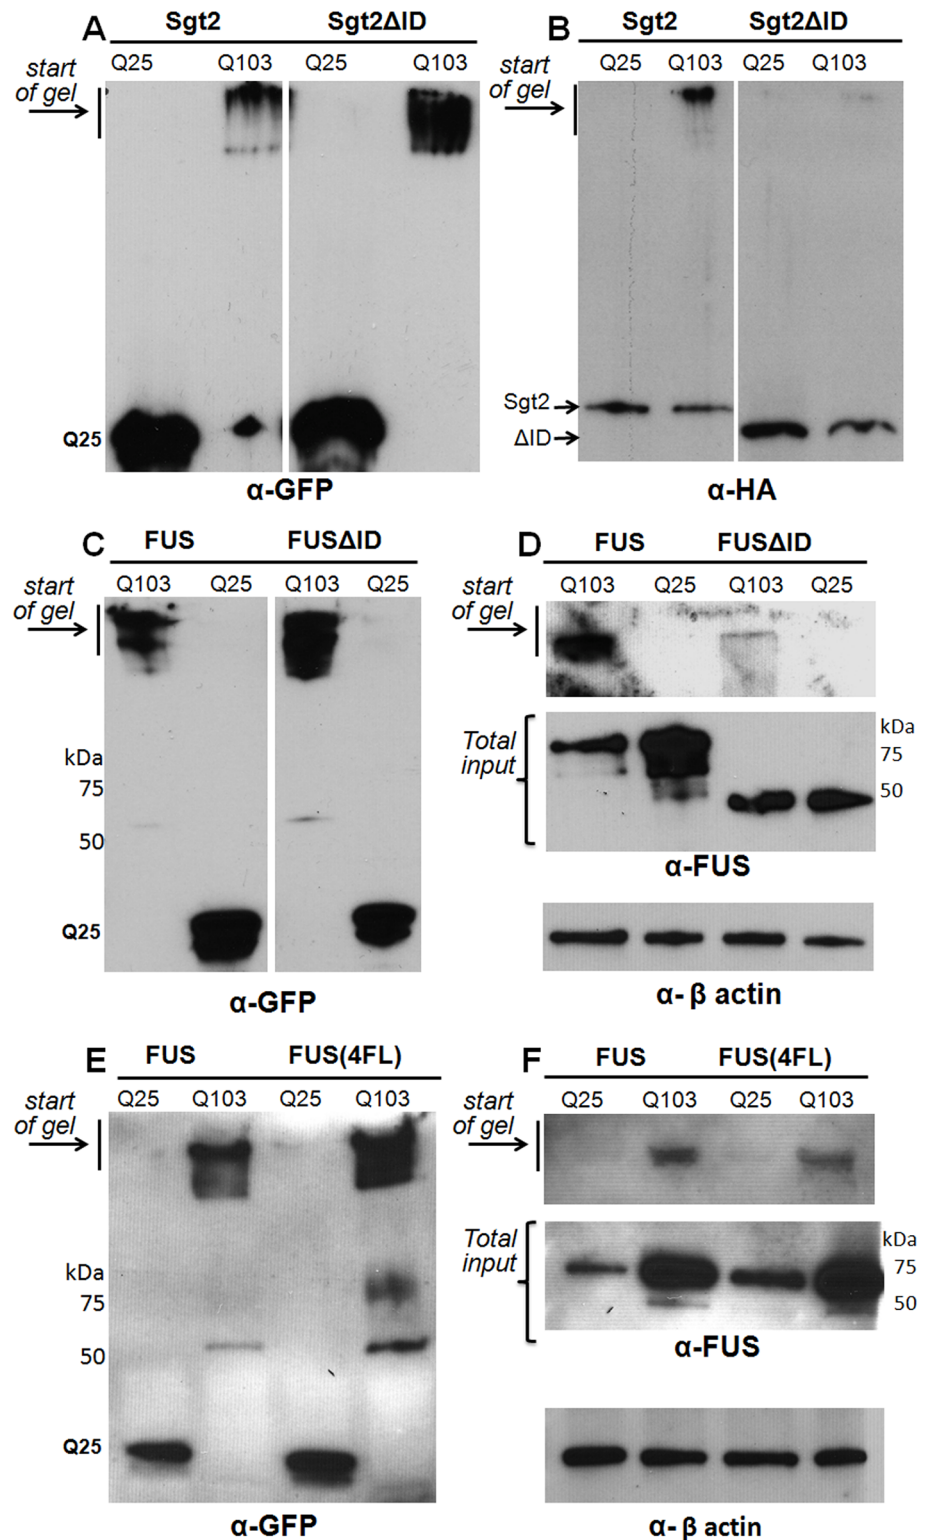 A Sgt2 Sgt2ΔID
Q25 Q103 Q25 Q103
start
of gel
Q25
α-GFP
B Sgt2 Sgt2ΔID
Q25 Q103 Q25 Q103
start
of gel
Sgt2
ΔID
α-HA
C FUS FUSΔID
Q103 Q25 Q103 Q25
start
of gel
kDa
75
50
Q25
α-GFP
D FUS FUSΔID
Q103 Q25 Q103 Q25
start
of gel
Total
input
kDa
75
50
α-FUS
α- β actin
E FUS FUS(4FL)
Q25 Q103 Q25 Q103
start
of gel
kDa
75
50
Q25
α-GFP
F FUS FUS(4FL)
Q25 Q103 Q25 Q103
start
of gel
Total
input
kDa
75
50
α-FUS
α- β actin